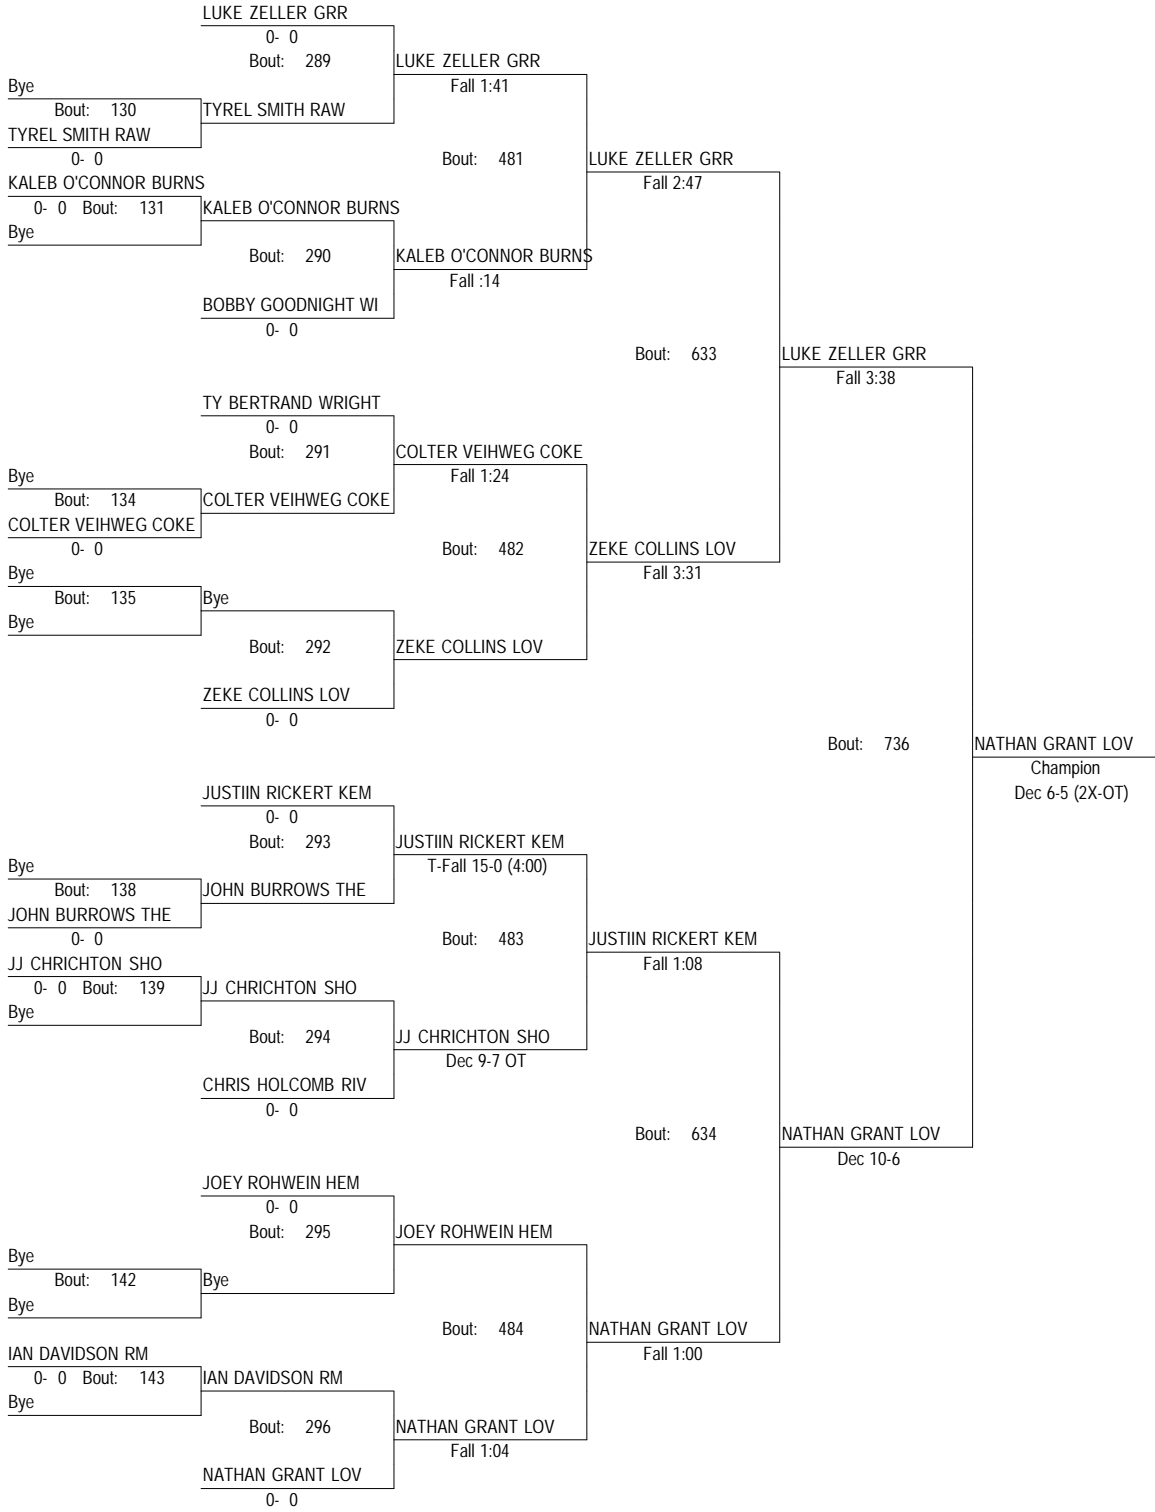 LUKE ZELLER GRR
0- 0
Bout: 289
LUKE ZELLER GRR
Fall 1:41
Bye
Bout: 130
TYREL SMITH RAW
TYREL SMITH RAW
0- 0
Bout: 481
LUKE ZELLER GRR
Fall 2:47
KALEB O'CONNOR BURNS
0- 0 Bout: 131
KALEB O'CONNOR BURNS
Bye
Bout: 290
KALEB O'CONNOR BURNS
Fall :14
BOBBY GOODNIGHT WI
0- 0
Bout: 633
LUKE ZELLER GRR
Fall 3:38
TY BERTRAND WRIGHT
0- 0
Bout: 291
COLTER VEIHWEG COKE
Fall 1:24
Bye
Bout: 134
COLTER VEIHWEG COKE
COLTER VEIHWEG COKE
0- 0
Bout: 482
ZEKE COLLINS LOV
Fall 3:31
Bye
Bout: 135
Bye
Bye
Bout: 292
ZEKE COLLINS LOV
ZEKE COLLINS LOV
0- 0
Bout: 736
NATHAN GRANT LOV
Champion
Dec 6-5 (2X-OT)
JUSTIIN RICKERT KEM
0- 0
Bout: 293
JUSTIIN RICKERT KEM
T-Fall 15-0 (4:00)
Bye
Bout: 138
JOHN BURROWS THE
JOHN BURROWS THE
0- 0
Bout: 483
JUSTIIN RICKERT KEM
Fall 1:08
JJ CHRICHTON SHO
0- 0 Bout: 139
JJ CHRICHTON SHO
Bye
Bout: 294
JJ CHRICHTON SHO
Dec 9-7 OT
CHRIS HOLCOMB RIV
0- 0
Bout: 634
NATHAN GRANT LOV
Dec 10-6
JOEY ROHWEIN HEM
0- 0
Bout: 295
JOEY ROHWEIN HEM
Bye
Bout: 142
Bye
Bye
Bout: 484
NATHAN GRANT LOV
Fall 1:00
IAN DAVIDSON RM
0- 0 Bout: 143
IAN DAVIDSON RM
Bye
Bout: 296
NATHAN GRANT LOV
Fall 1:04
NATHAN GRANT LOV
0- 0